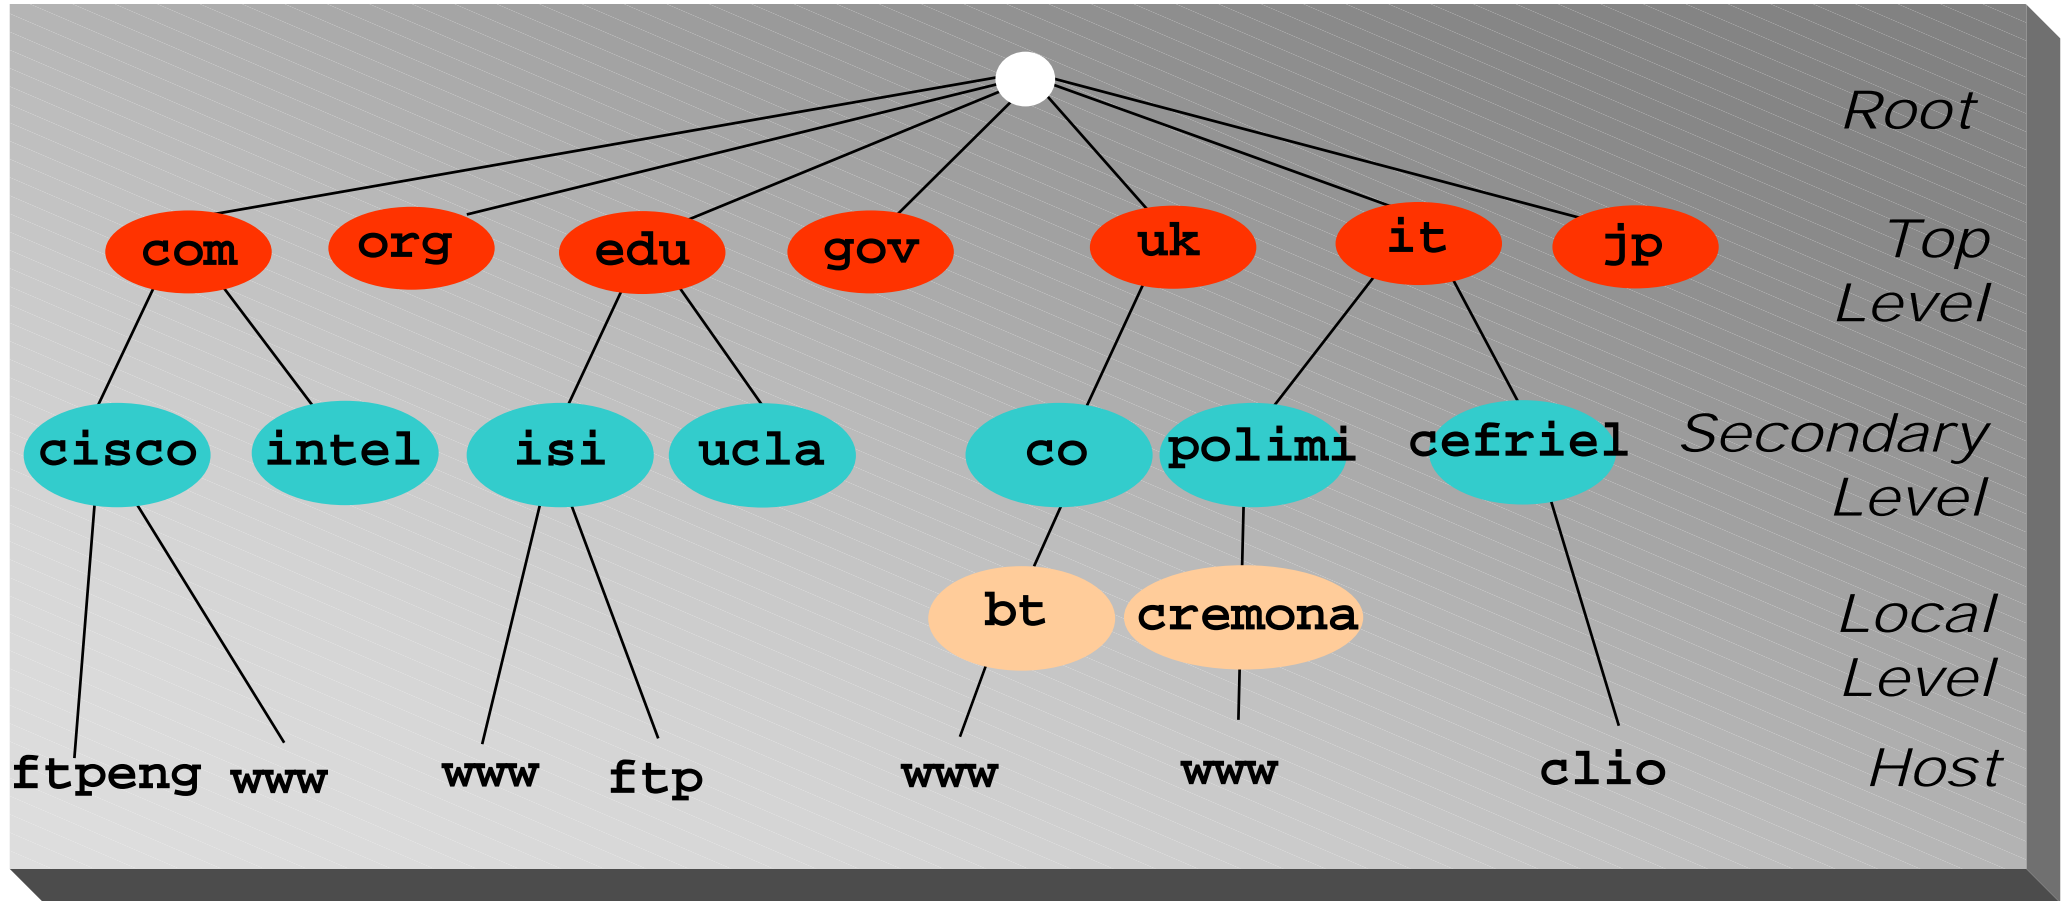 Root
com org edu gov uk it jp Top
Level
cisco intel isi ucla co polimi cefriel Secondary
Level
bt cremona Local
Level
ftpeng www www ftp www www clio Host